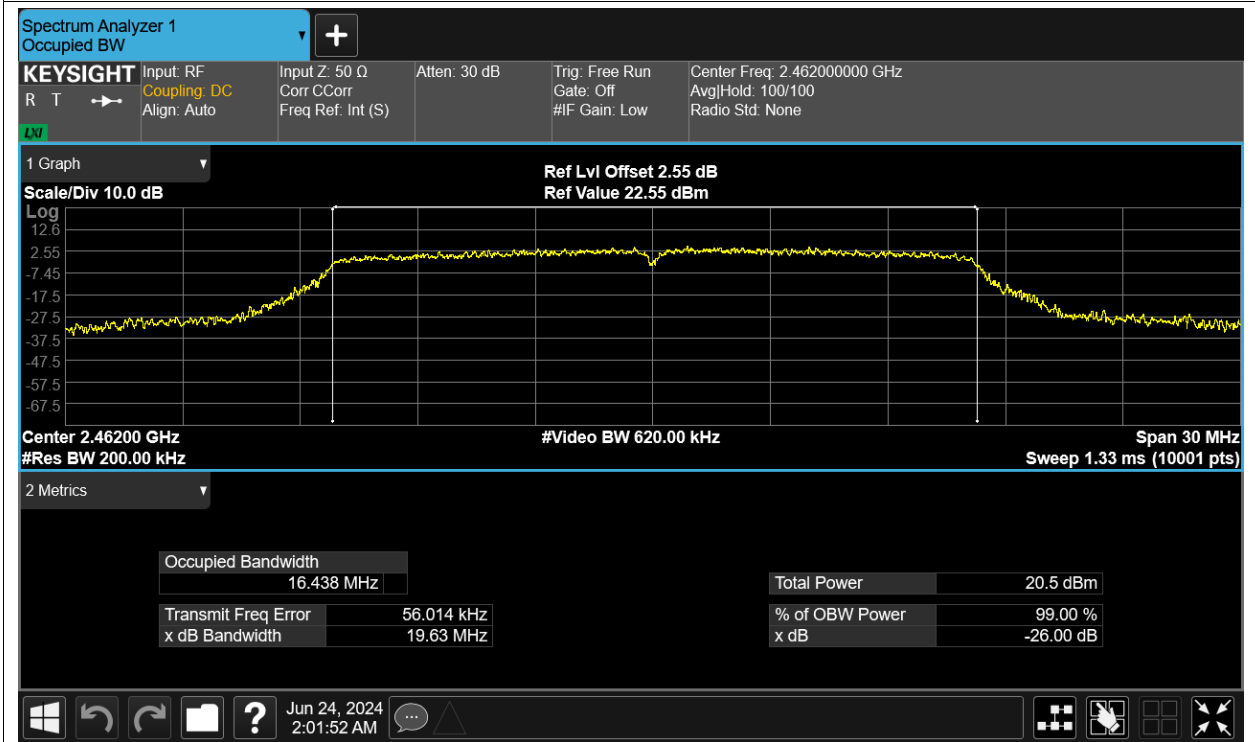 Spectrum Analyzer 1
Occupied BW
KEYSIGHT
R T
LXI
Input: RF
Coupling: DC
Align: Auto
Input Z: 50 Ω
Corr CCorr
Freq Ref: Int (S)
Atten: 30 dB
Trig: Free Run
Gate: Off
#IF Gain: Low
Center Freq: 2.462000000 GHz
Avg|Hold: 100/100
Radio Std: None
1 Graph
Scale/Div 10.0 dB
Ref Lvl Offset 2.55 dB
Ref Value 22.55 dBm
Log
12.6
2.55
-7.45
-17.5
-27.5
-37.5
-47.5
-57.5
-67.5
Center 2.46200 GHz
#Res BW 200.00 kHz
#Video BW 620.00 kHz
Span 30 MHz
Sweep 1.33 ms (10001 pts)
2 Metrics
Occupied Bandwidth
16.438 MHz
Transmit Freq Error 56.014 kHz
x dB Bandwidth 19.63 MHz
Total Power 20.5 dBm
% of OBW Power 99.00 %
x dB -26.00 dB
?
Jun 24, 2024
2:01:52 AM